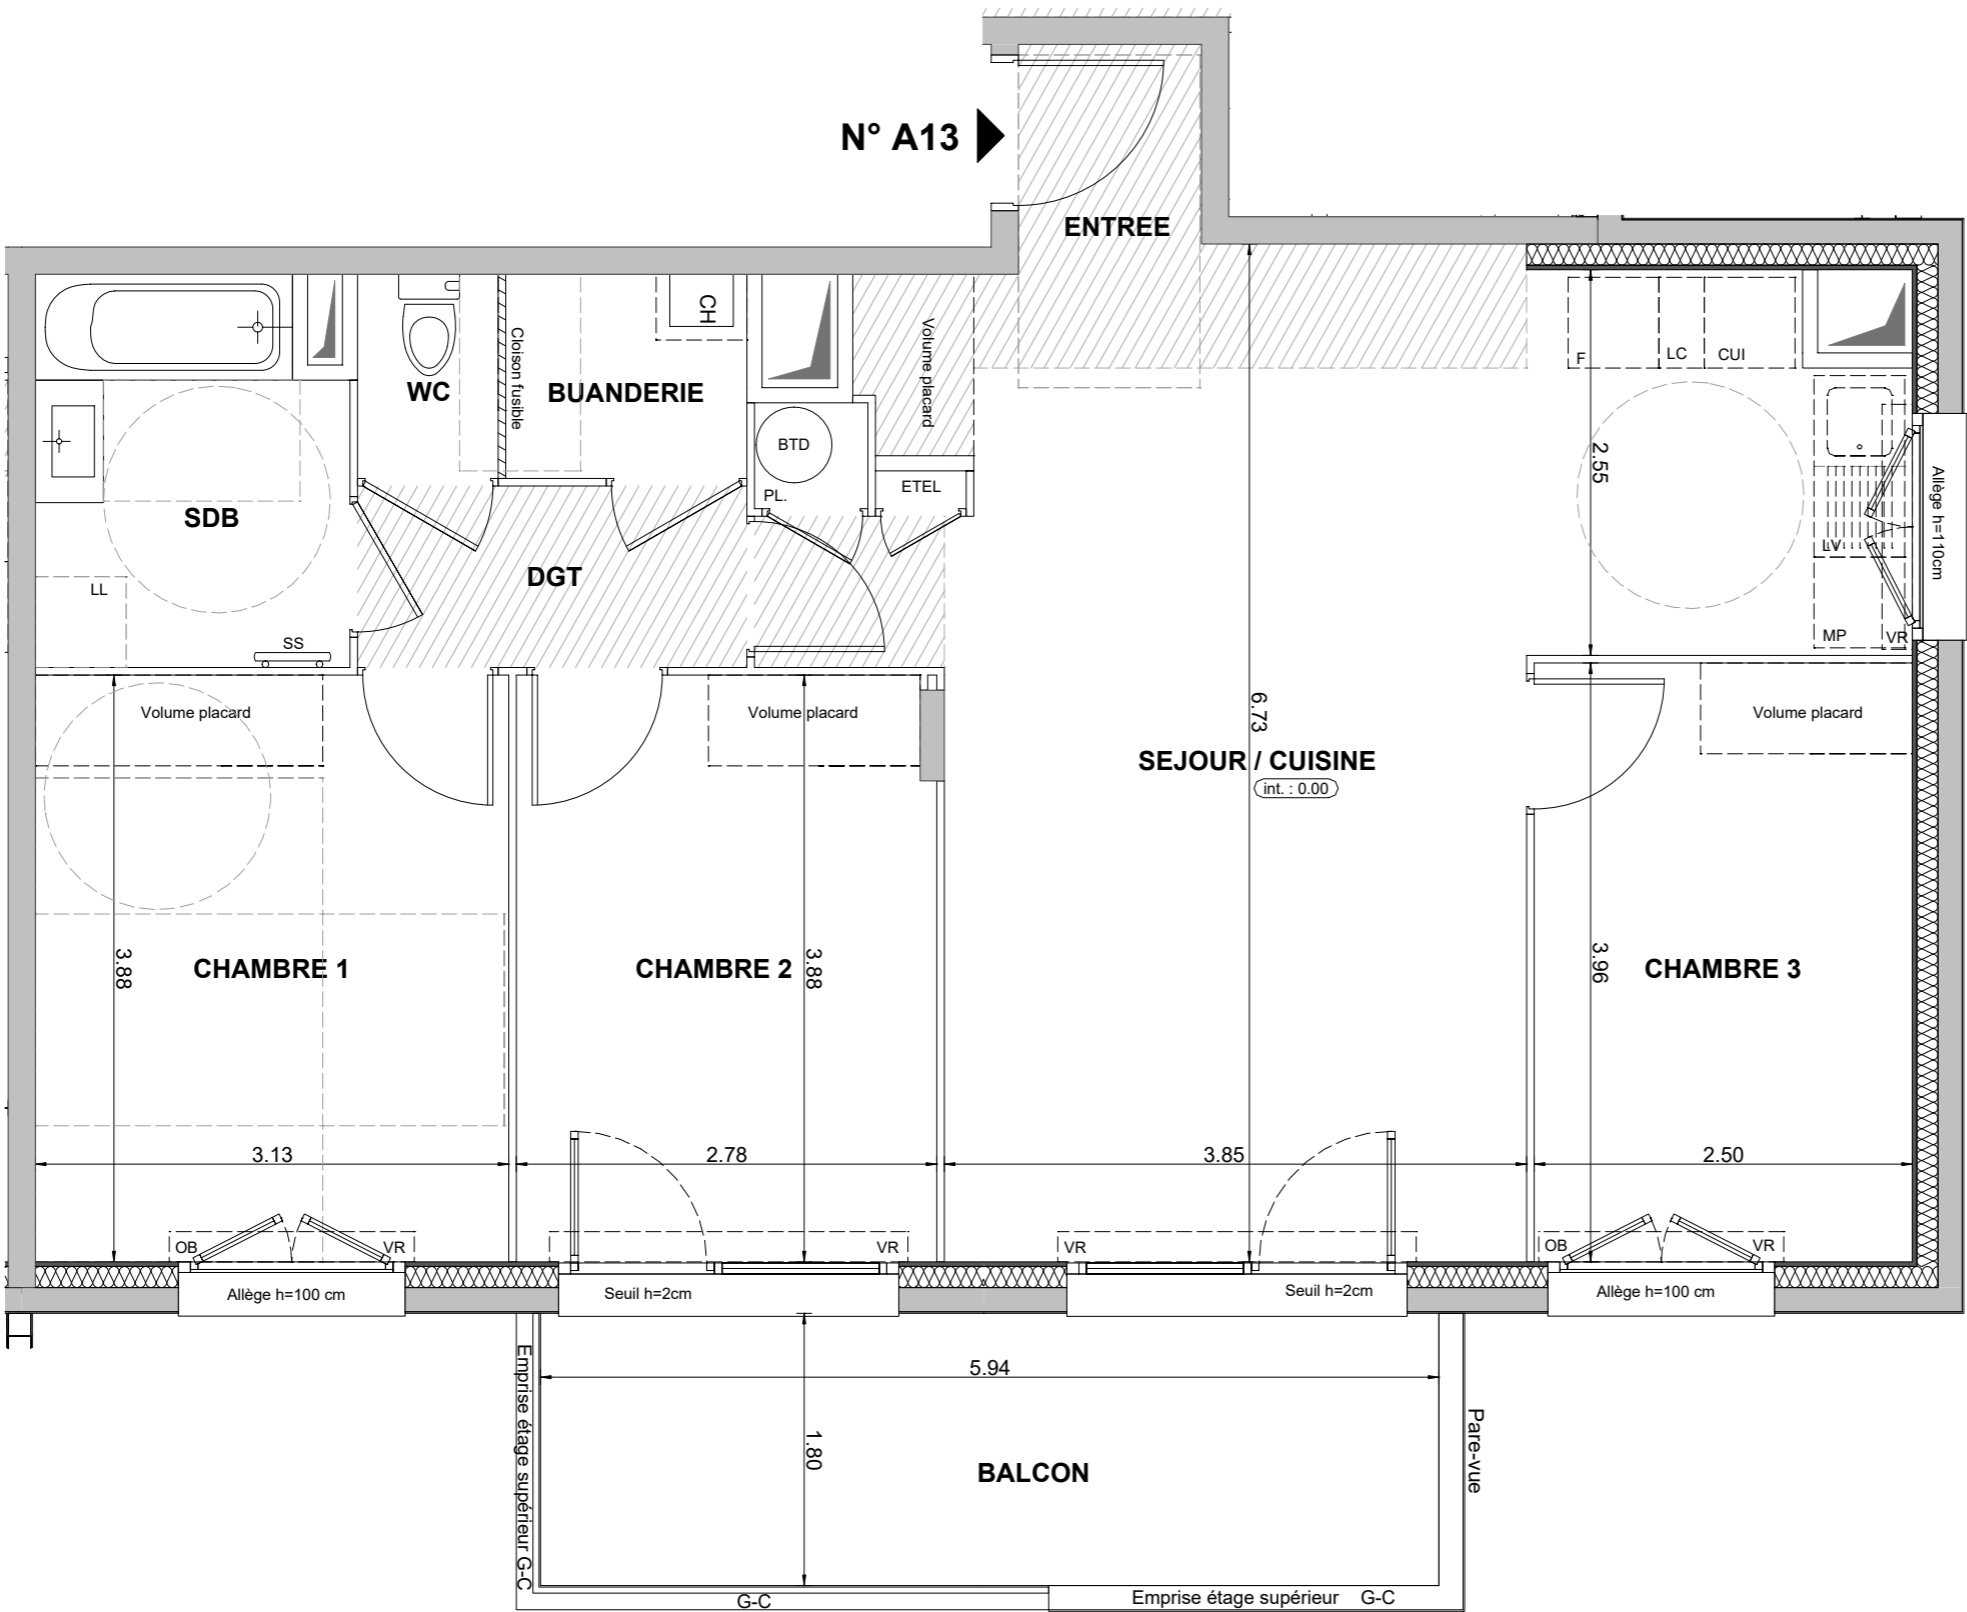 N° A13
ENTREE
CH
Cloison fusible
Volume placard
WC
BUANDERIE
F
LC
CUI
BTD
2.55
Allège h=110cm
PL.
ETEL
SDB
LV
DGT
LL
SS
MP
VR
Volume placard
Volume placard
6.73
Volume placard
SEJOUR / CUISINE
int. : 0.00
3.88
CHAMBRE 1
CHAMBRE 2
3.88
3.96
CHAMBRE 3
3.13
2.78
3.85
2.50
OB
VR
VR
VR
OB
VR
Allège h=100 cm
Seuil h=2cm
Seuil h=2cm
Allège h=100 cm
Emprise étage supérieur G-C
5.94
1.80
BALCON
Pare-vue
G-C
Emprise étage supérieur G-C